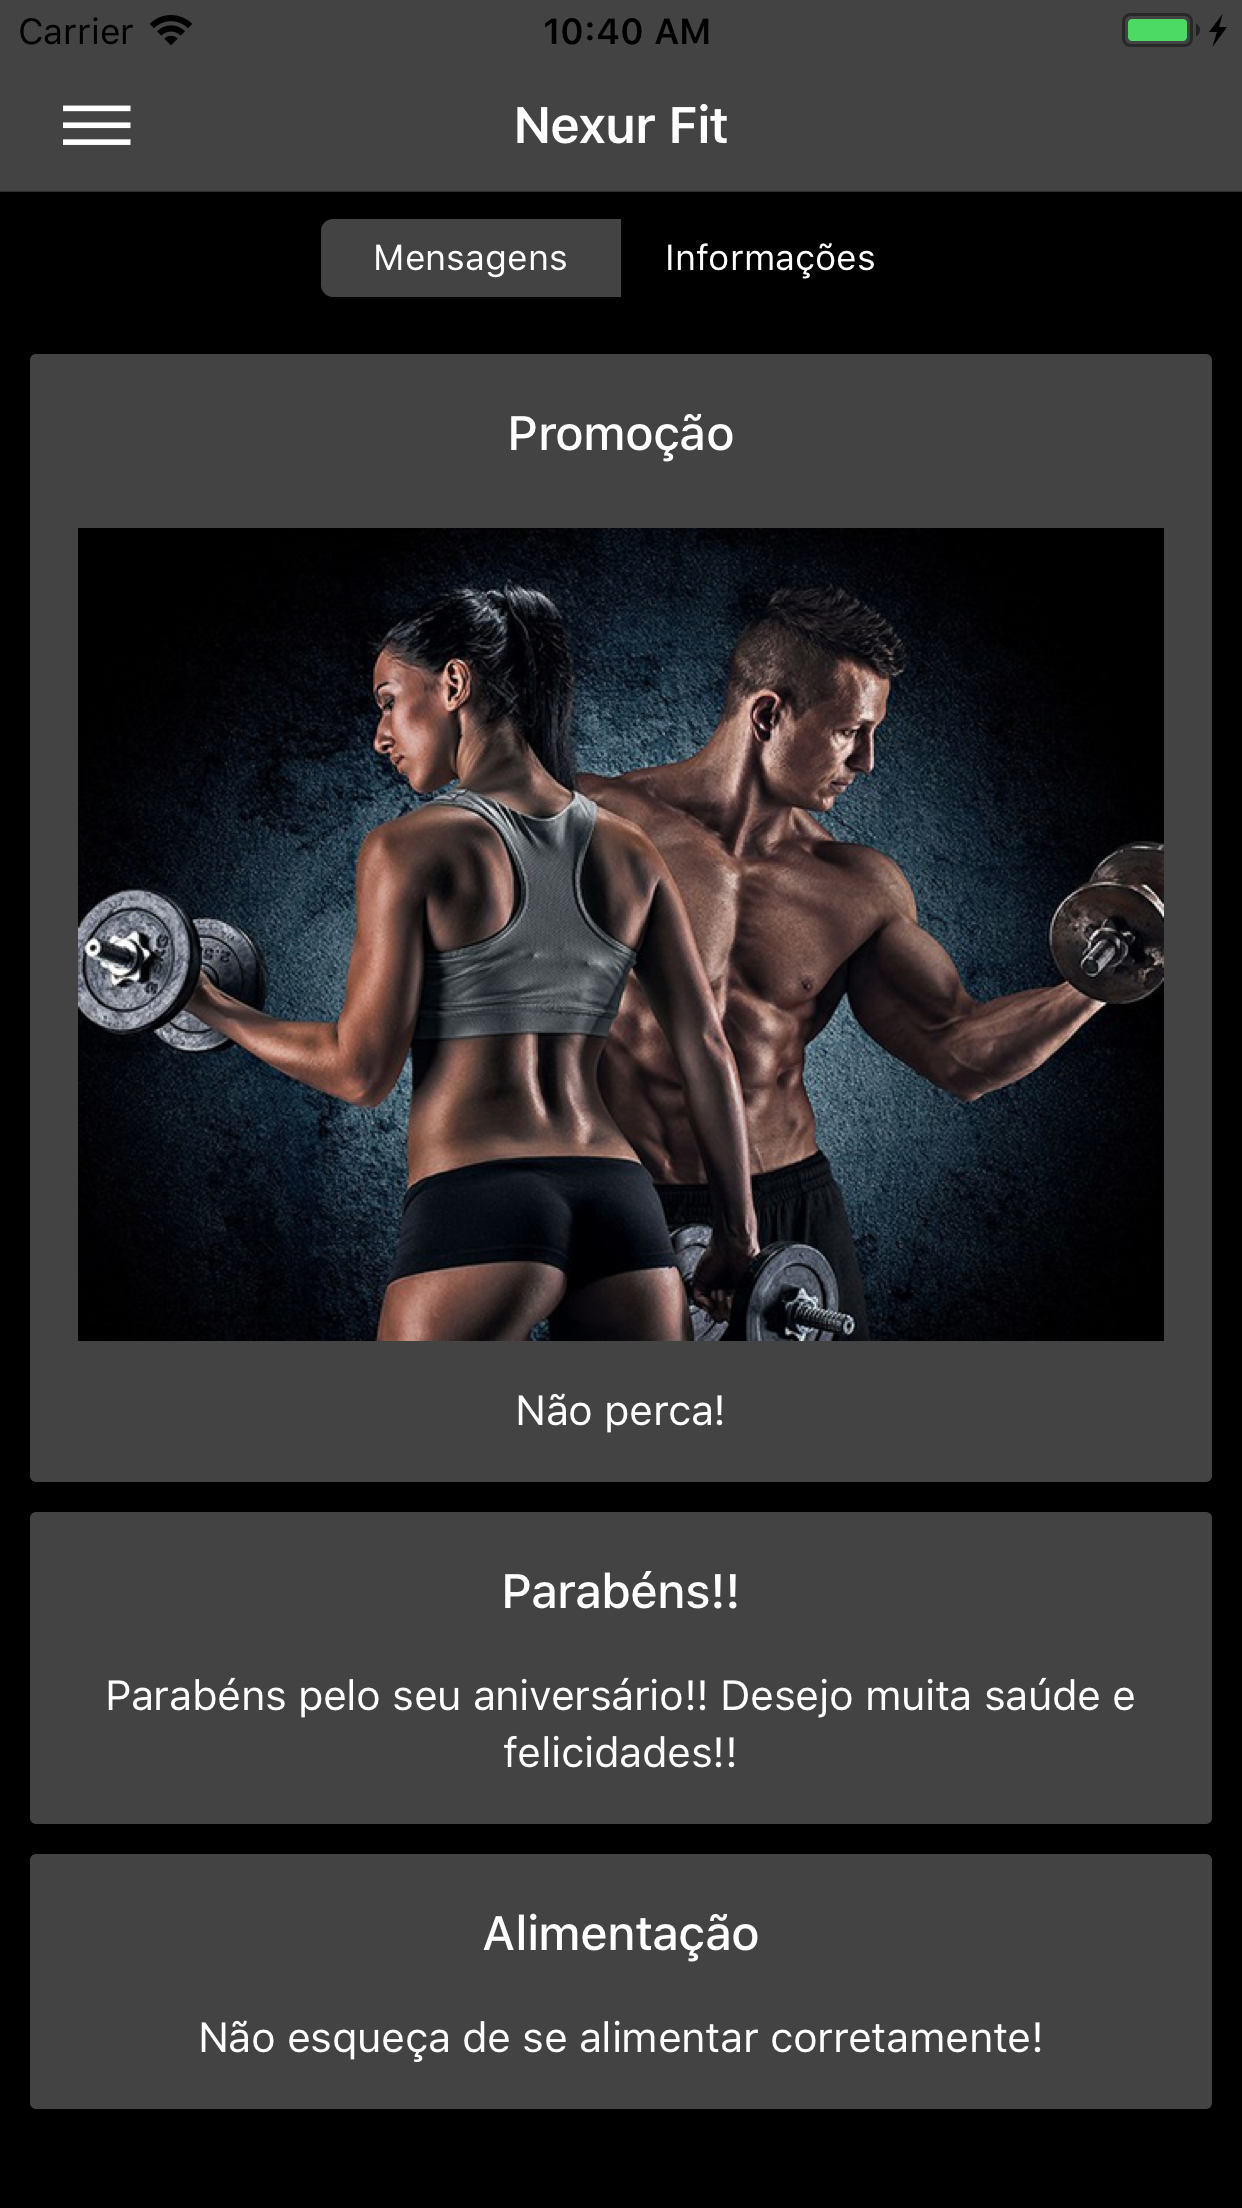 Carrier 10:40 AM
Nexur Fit
Mensagens Informações
Promoção
Não perca!
Parabéns!!
Parabéns pelo seu aniversário!! Desejo muita saúde e
felicidades!!
Alimentação
Não esqueça de se alimentar corretamente!